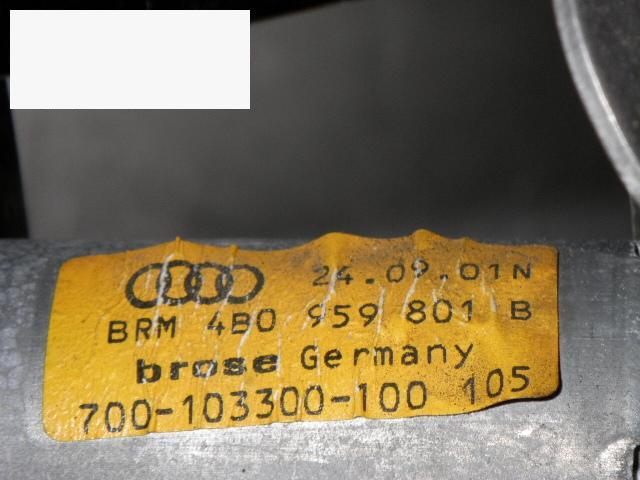 24.09.01N
BRM 4B0 959 801 B
brose Germany
700-103300-100 105